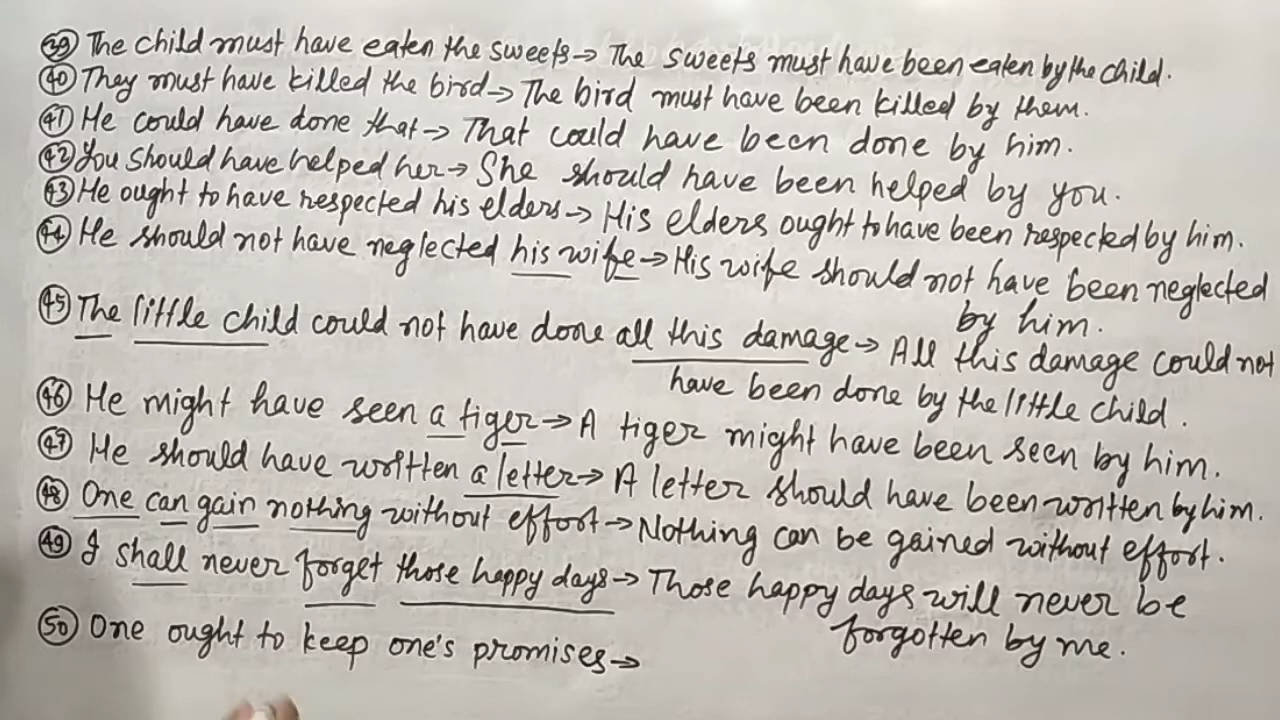 39 The child must have eaten the sweets → The sweets must have been eaten by the child.
40 They must have killed the bird → The bird must have been killed by them.
41 He could have done that → That could have been done by him.
42 You should have helped her → She should have been helped by you.
43 He ought to have respected his elders → His elders ought to have been respected by him.
44 He should not have neglected his wife → His wife should not have been neglected
by him.
45 The little child could not have done all this damage → All this damage could not
have been done by the little child.
46 He might have seen a tiger → A tiger might have been seen by him.
47 He should have written a letter → A letter should have been written by him.
48 One can gain nothing without effort → Nothing can be gained without effort.
49 I shall never forget those happy days → Those happy days will never be
forgotten by me.
50 One ought to keep one's promises →